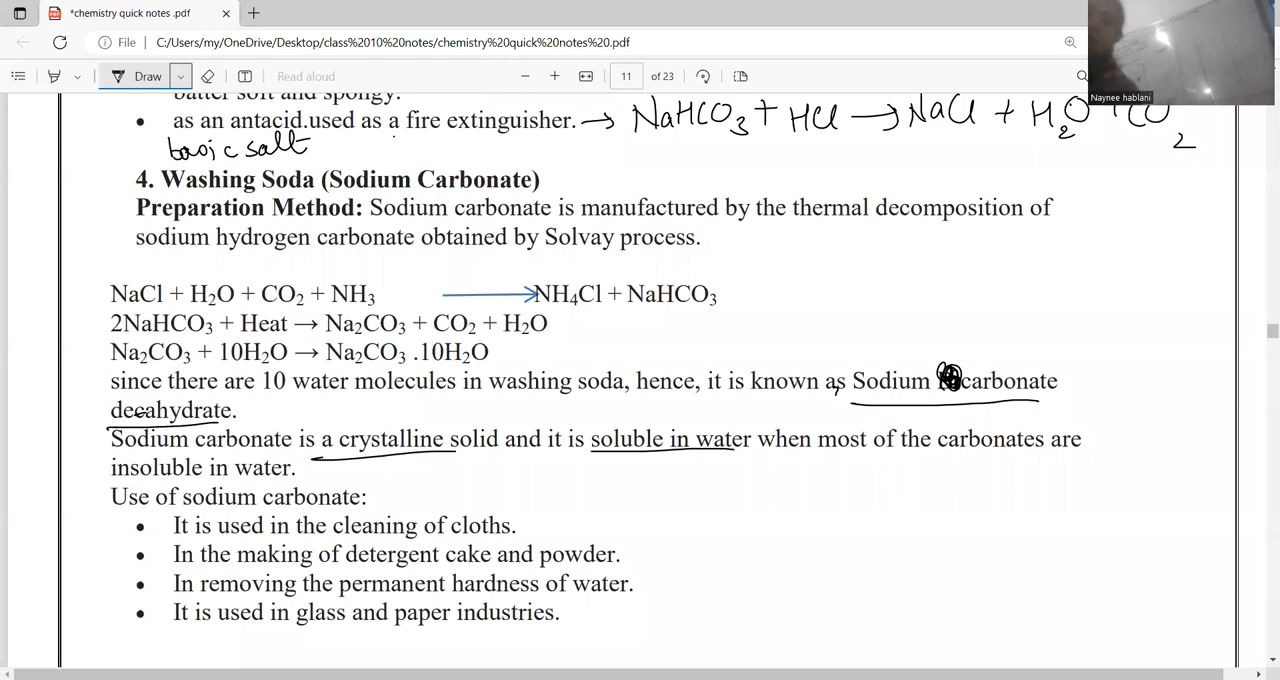 *chemistry quick notes .pdf
File C:/Users/my/OneDrive/Desktop/class%2010%20notes/chemistry%20quick%20notes%20.pdf
Draw Read aloud 11 of 23
Naynee hablani
batter soft and spongy.
• as an antacid.used as a fire extinguisher. → NaHCO3 + HCl → NaCl + H2O + CO2
basic salt
4. Washing Soda (Sodium Carbonate)
Preparation Method: Sodium carbonate is manufactured by the thermal decomposition of
sodium hydrogen carbonate obtained by Solvay process.
NaCl + H2O + CO2 + NH3 → NH4Cl + NaHCO3
2NaHCO3 + Heat → Na2CO3 + CO2 + H2O
Na2CO3 + 10H2O → Na2CO3 .10H2O
since there are 10 water molecules in washing soda, hence, it is known as Sodium carbonate
decahydrate.
Sodium carbonate is a crystalline solid and it is soluble in water when most of the carbonates are
insoluble in water.
Use of sodium carbonate:
• It is used in the cleaning of cloths.
• In the making of detergent cake and powder.
• In removing the permanent hardness of water.
• It is used in glass and paper industries.